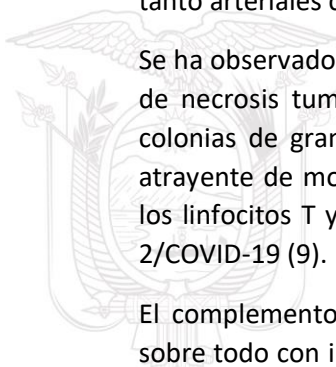 tanto arteriales c
Se ha observado
de necrosis tum
colonias de gran
atrayente de mo
los linfocitos T y
2/COVID-19 (9).
El complemento
sobre todo con i